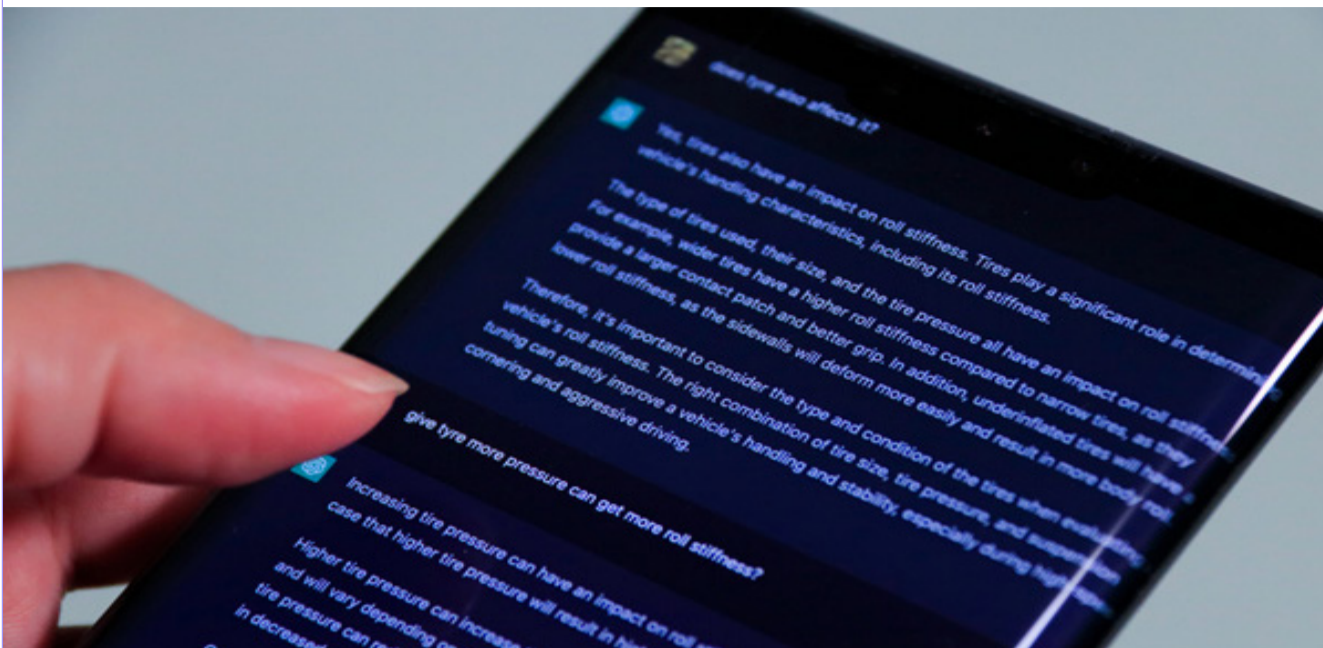 does tyre also affects it?
Yes, tires also have an impact on roll stiffness. Tires play a significant role in determining
vehicle's handling characteristics, including its roll stiffness.
The type of tires used, their size, and the tire pressure all have an impact on roll stiffness.
For example, wider tires have a higher roll stiffness compared to narrow tires, as they
provide a larger contact patch and better grip. In addition, underinflated tires will have a
lower roll stiffness, as the sidewalls will deform more easily and result in more body roll.
Therefore, it's important to consider the type and condition of the tires when evaluating
vehicle's roll stiffness. The right combination of tire size, tire pressure, and suspension
tuning can greatly improve a vehicle's handling and stability, especially during high-speed
cornering and aggressive driving.
give tyre more pressure can get more roll stiffness?
Increasing tire pressure can have an impact on roll
case that higher tire pressure will result in
Higher tire pressure can increase
and will vary depending
tire pressure can
in decreased